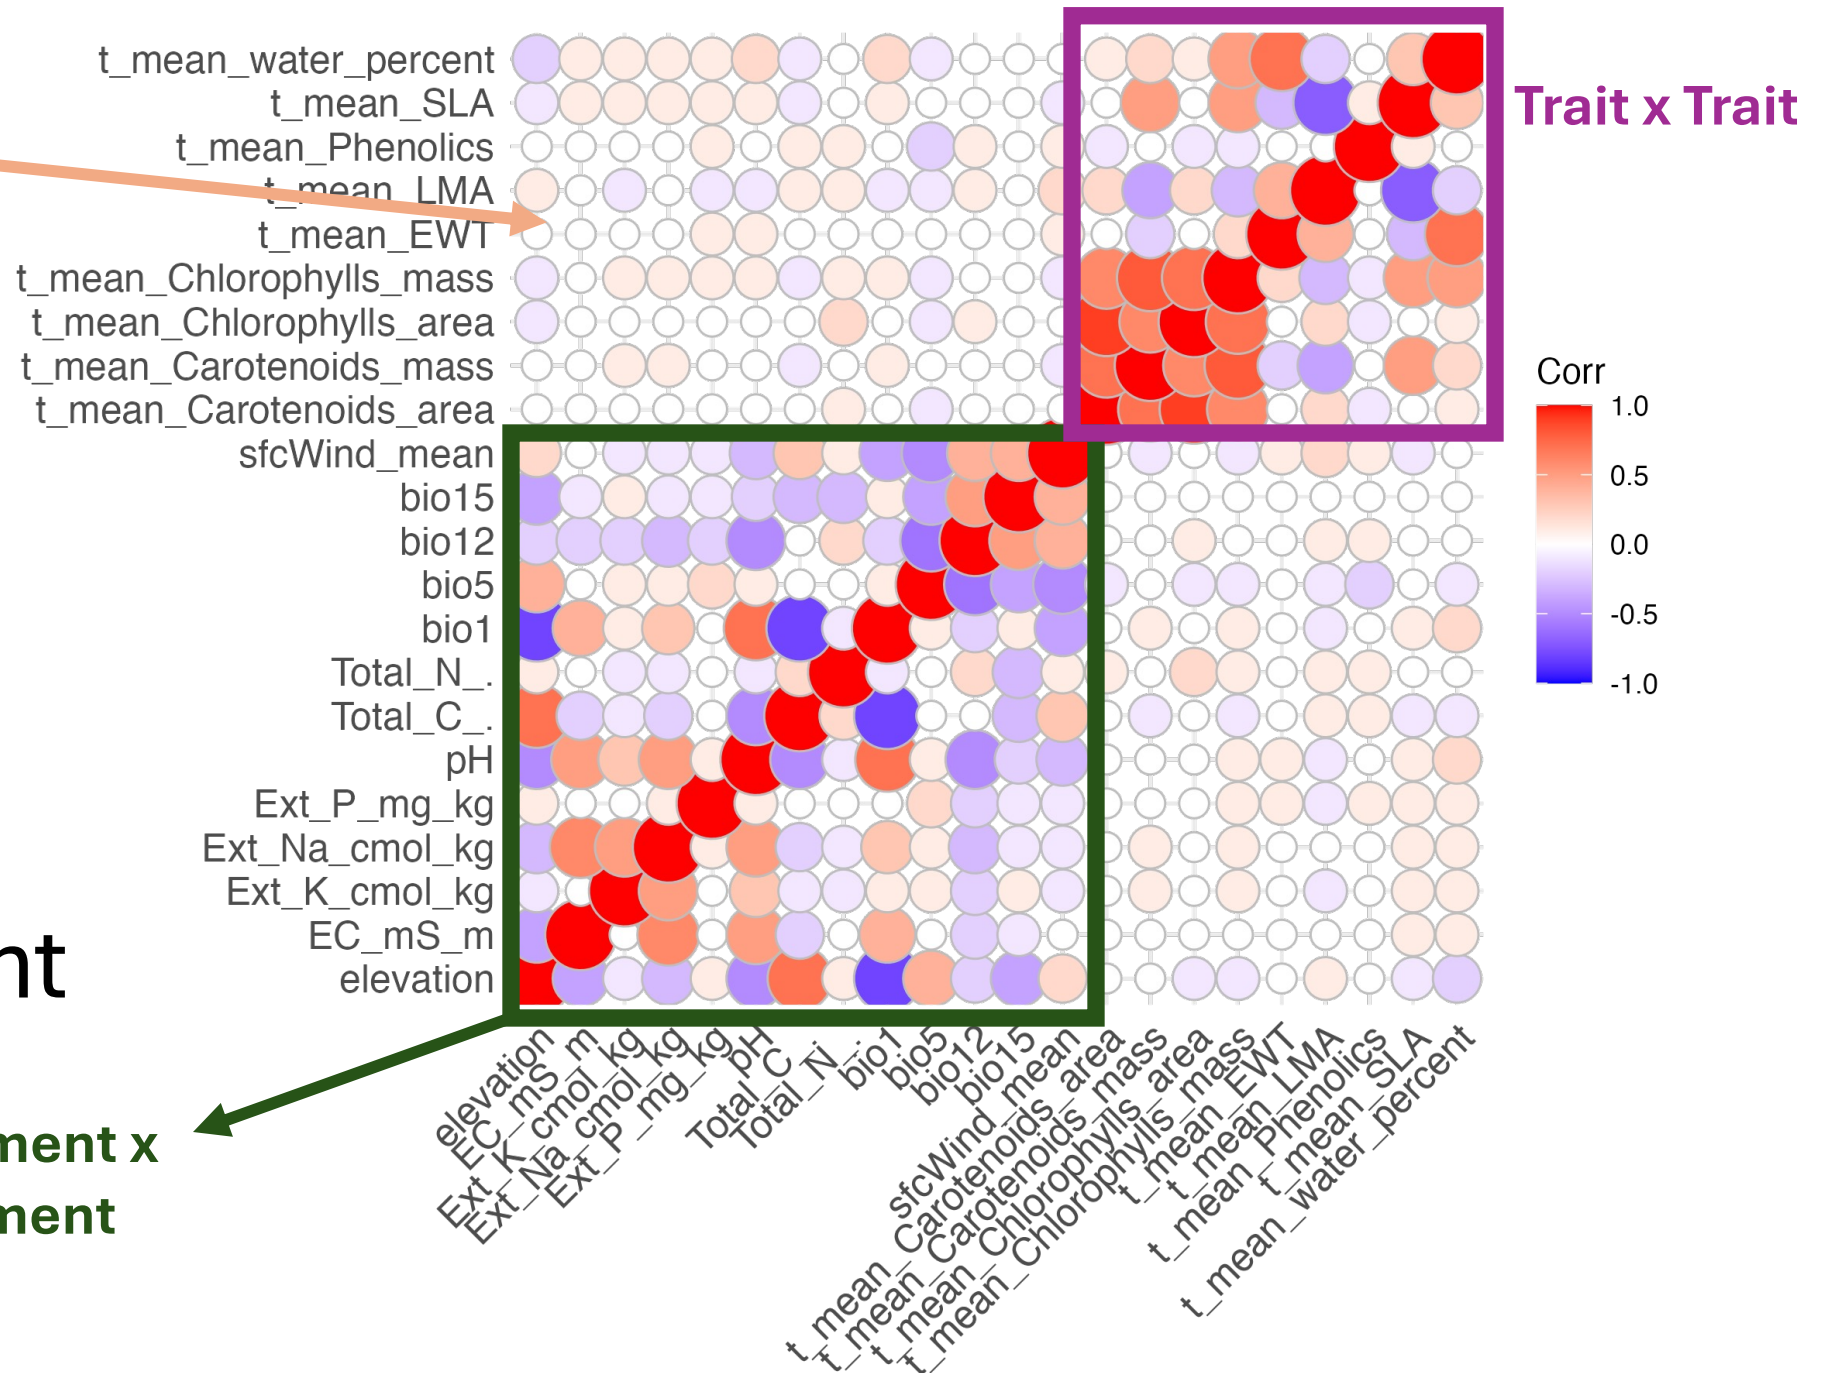 t_mean_water_percent
t_mean_SLA
t_mean_Phenolics
t_mean_LMA
t_mean_EWT
t_mean_Chlorophylls_mass
t_mean_Chlorophylls_area
t_mean_Carotenoids_mass
t_mean_Carotenoids_area
sfcWind_mean
bio15
bio12
bio5
bio1
Total_N_.
Total_C_.
pH
Ext_P_mg_kg
Ext_Na_cmol_kg
Ext_K_cmol_kg
EC_mS_m
elevation
Trait x Trait
Corr
1.0
0.5
0.0
-0.5
-1.0
nt
ment x
ment
elevation
EC_mS_m
Ext_K_cmol_kg
Ext_Na_cmol_kg
Ext_P_mg_kg
pH
Total_C_.
Total_N_.
bio1
bio5
bio12
bio15
sfcWind_mean
t_mean_Carotenoids_area
t_mean_Carotenoids_mass
t_mean_Chlorophylls_area
t_mean_Chlorophylls_mass
t_mean_EWT
t_mean_LMA
t_mean_Phenolics
t_mean_SLA
t_mean_water_percent